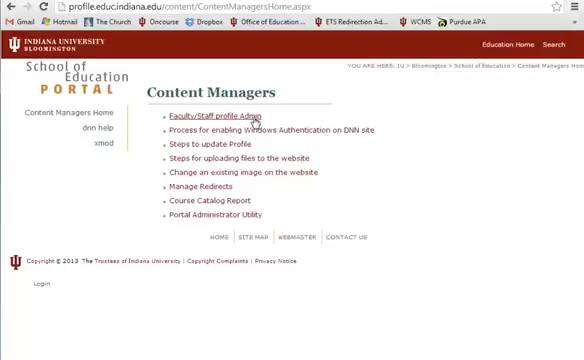 profile.educ.indiana.edu/content/ContentManagersHome.aspx
Gmail Hotmail The Church Oncourse Dropbox Office of Education ... ETS Redirection Ad... WCMS Purdue APA
INDIANA UNIVERSITY
BLOOMINGTON
Education Home Search
School of
Education
PORTAL
YOU ARE HERE: IU > Bloomington > School of Education > Content Managers Hom
Content Managers Home
dnn help
xmod
Content Managers
Faculty/Staff profile Admin
Process for enabling Windows Authentication on DNN site
Steps to update Profile
Steps for uploading files to the website
Change an existing image on the website
Manage Redirects
Course Catalog Report
Portal Administrator Utility
HOME SITE MAP WEBMASTER CONTACT US
Copyright © 2013 The Trustees of Indiana University | Copyright Complaints | Privacy Notice
Login